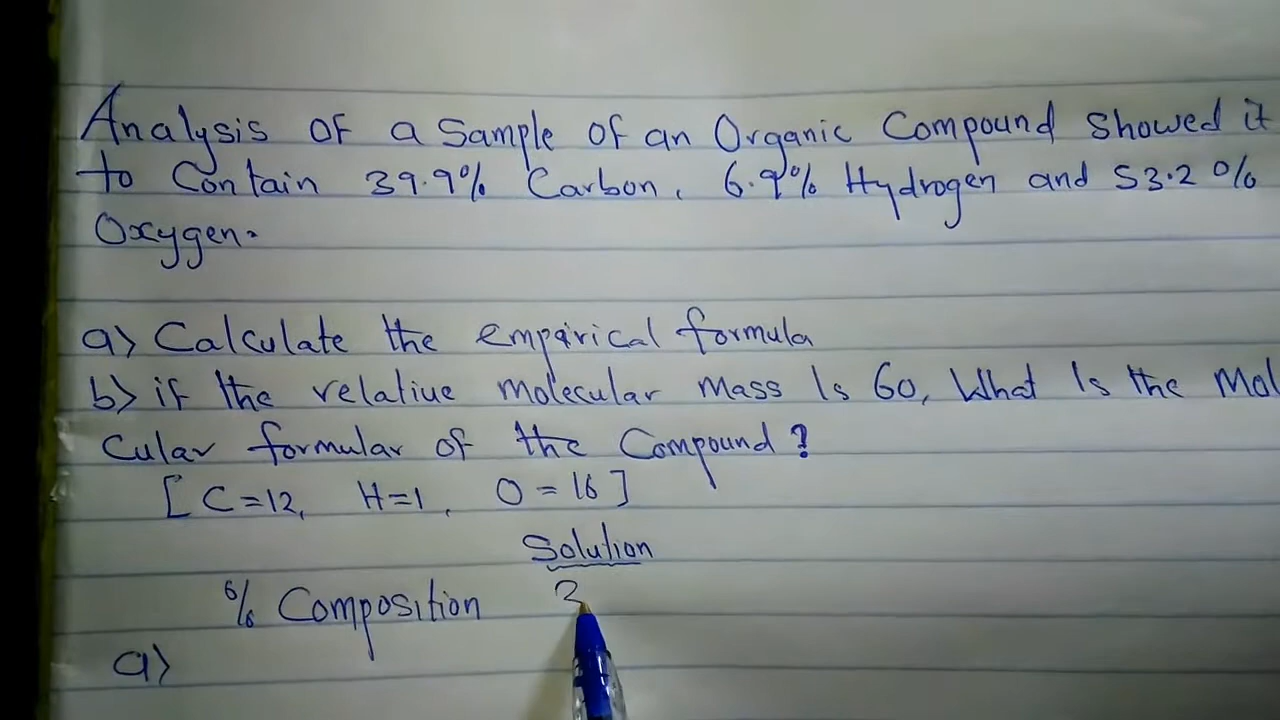 Analysis of a Sample of an Organic Compound Showed it
to Contain 39.9% Carbon, 6.9% Hydrogen and 53.2%
Oxygen.
a) Calculate the empirical formula
b) if the relative molecular mass Is 60, What Is the Mol
Cular formular of the Compound?
[C=12, H=1, O=16]
Solution
% Composition 3
a)